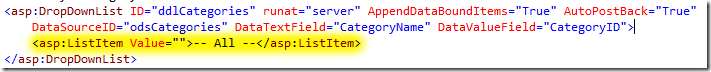 <asp:DropDownList ID="ddlCategories" runat="server" AppendDataBoundItems="True" AutoPostBack="True"
DataSourceID="odsCategories" DataTextField="CategoryName" DataValueField="CategoryID">
<asp:ListItem Value="">-- All --</asp:ListItem>
</asp:DropDownList>